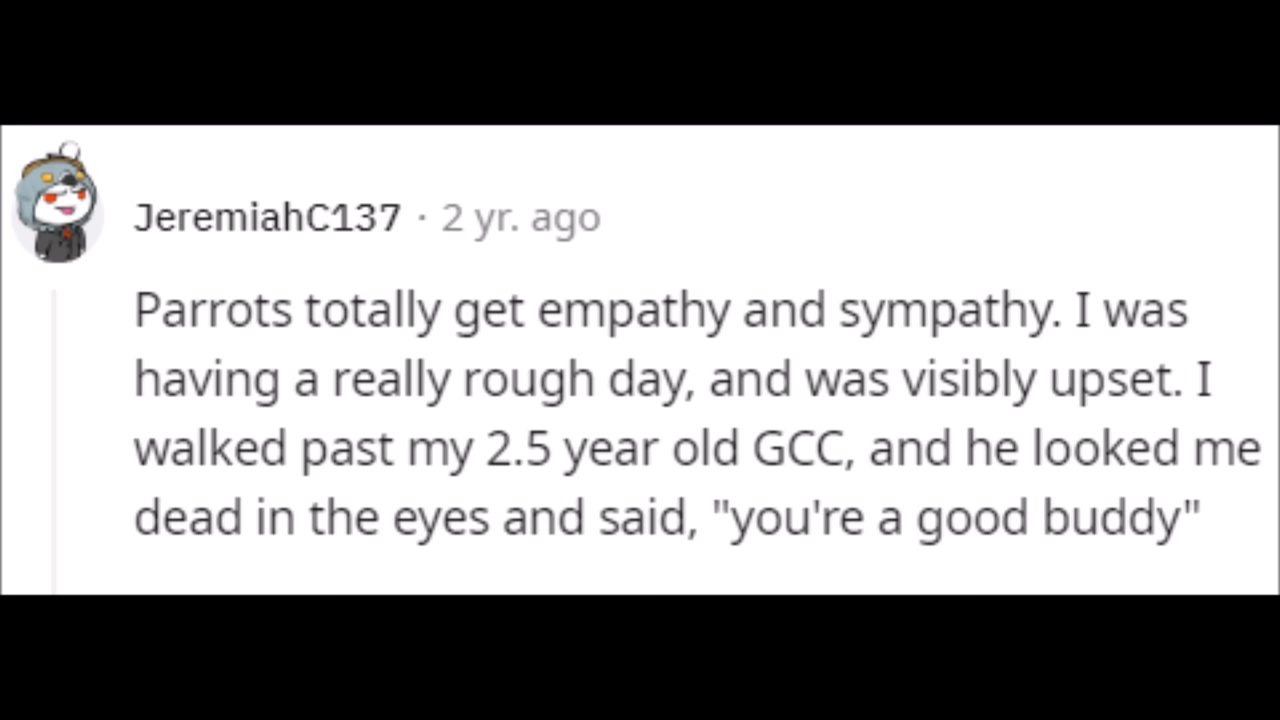 JeremiahC137 · 2 yr. ago
Parrots totally get empathy and sympathy. I was
having a really rough day, and was visibly upset. I
walked past my 2.5 year old GCC, and he looked me
dead in the eyes and said, "you're a good buddy"